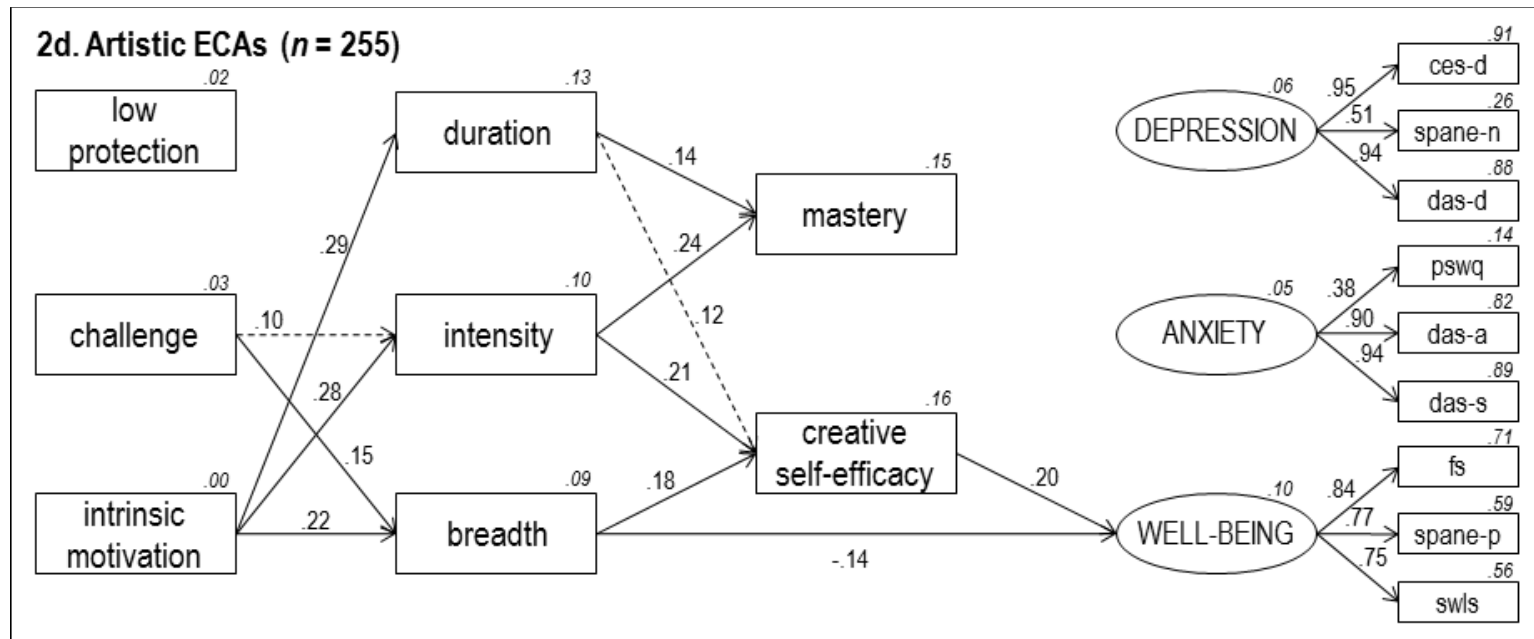 2d. Artistic ECAs (n = 255)
.02
low
protection
.03
challenge
.00
intrinsic
motivation
.29
.10
.28
.15
.22
.13
duration
.10
intensity
.09
breadth
.14
.24
.12
.21
.18
-.14
.15
mastery
.16
creative
self-efficacy
.20
.06
DEPRESSION
.05
ANXIETY
.10
WELL-BEING
.95
.51
.94
.38
.90
.94
.84
.77
.75
.91
ces-d
.26
spane-n
.88
das-d
.14
pswq
.82
das-a
.89
das-s
.71
fs
.59
spane-p
.56
swls